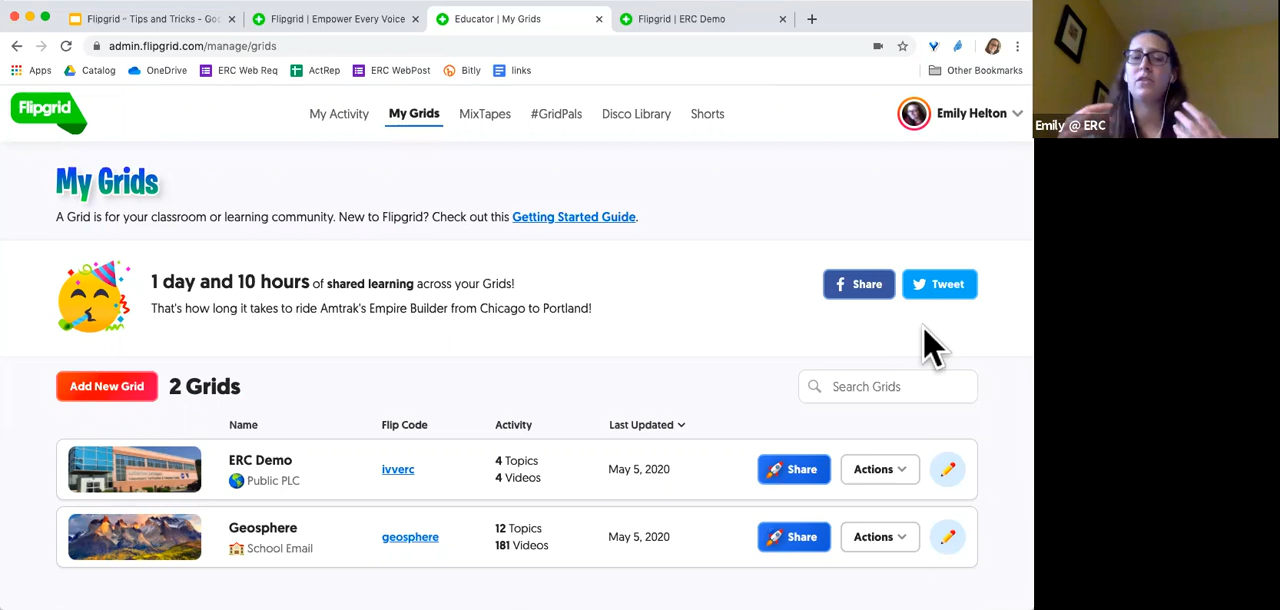 Flipgrid - Tips and Tricks - Goo
Flipgrid | Empower Every Voice
Educator | My Grids
Flipgrid | ERC Demo
admin.flipgrid.com/manage/grids
Apps
Catalog
OneDrive
ERC Web Req
ActRep
ERC WebPost
Bitly
links
Other Bookmarks
Flipgrid
My Activity
My Grids
MixTapes
#GridPals
Disco Library
Shorts
Emily Helton
Emily @ ERC
My Grids
A Grid is for your classroom or learning community. New to Flipgrid? Check out this Getting Started Guide.
1 day and 10 hours of shared learning across your Grids!
That's how long it takes to ride Amtrak's Empire Builder from Chicago to Portland!
Share
Tweet
Add New Grid
2 Grids
Search Grids
Name
Flip Code
Activity
Last Updated
ERC Demo
Public PLC
ivverc
4 Topics
4 Videos
May 5, 2020
Share
Actions
Geosphere
School Email
geosphere
12 Topics
181 Videos
May 5, 2020
Share
Actions